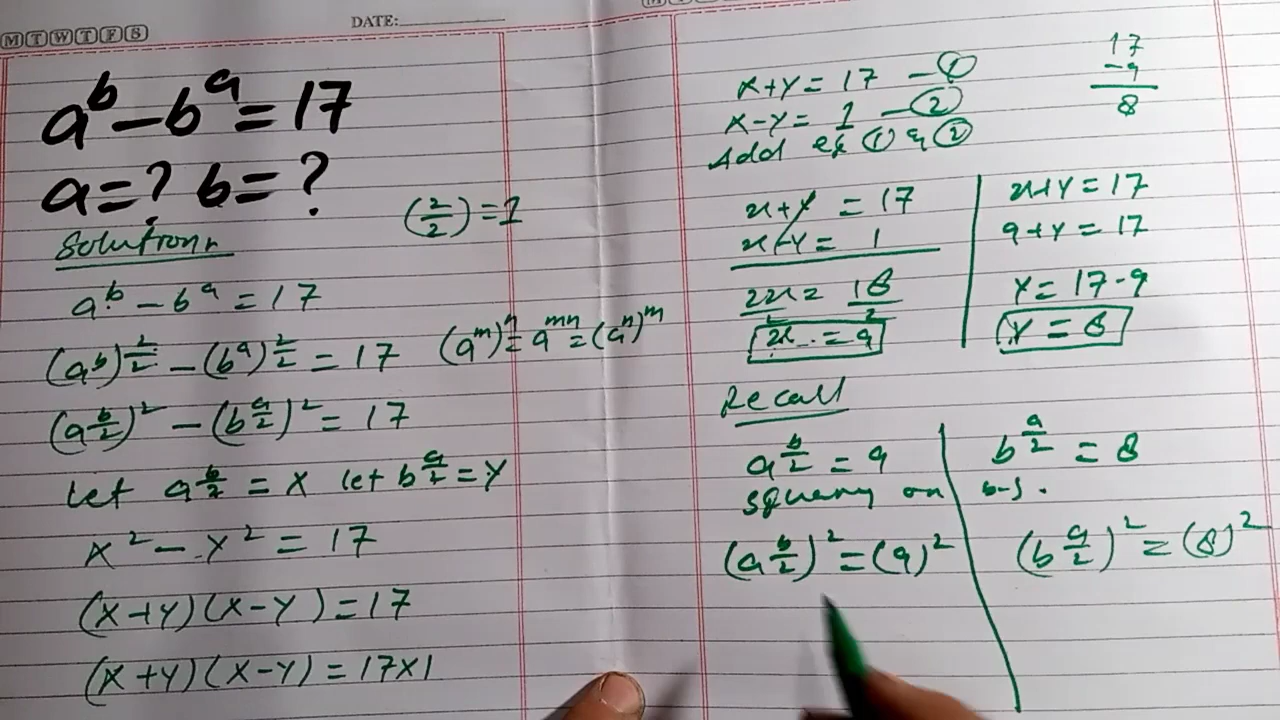 DATE:
M T W T F S
a^b - b^a = 17
a = ? b = ?
(2/2) = 1
Solution
a^b - b^a = 17
(a^b)^2/2 - (b^a)^2/2 = 17
(a^m)^n = a^mn = (a^n)^m
(a^b/2)^2 - (b^a/2)^2 = 17
Let a^b/2 = x let b^a/2 = y
x^2 - y^2 = 17
(x+y)(x-y) = 17
(x+y)(x-y) = 17×1
x+y = 17 —①
x-y = 1 —②
Add eq ① & ②
17
-9
8
x+y = 17
x-y = 1
2x = 18
2 2
x = 9
x+y = 17
9+y = 17
y = 17-9
y = 8
Recall
a^b/2 = 9
b^a/2 = 8
squaring on b-s.
(a^b/2)^2 = (9)^2
(b^a/2)^2 = (8)^2